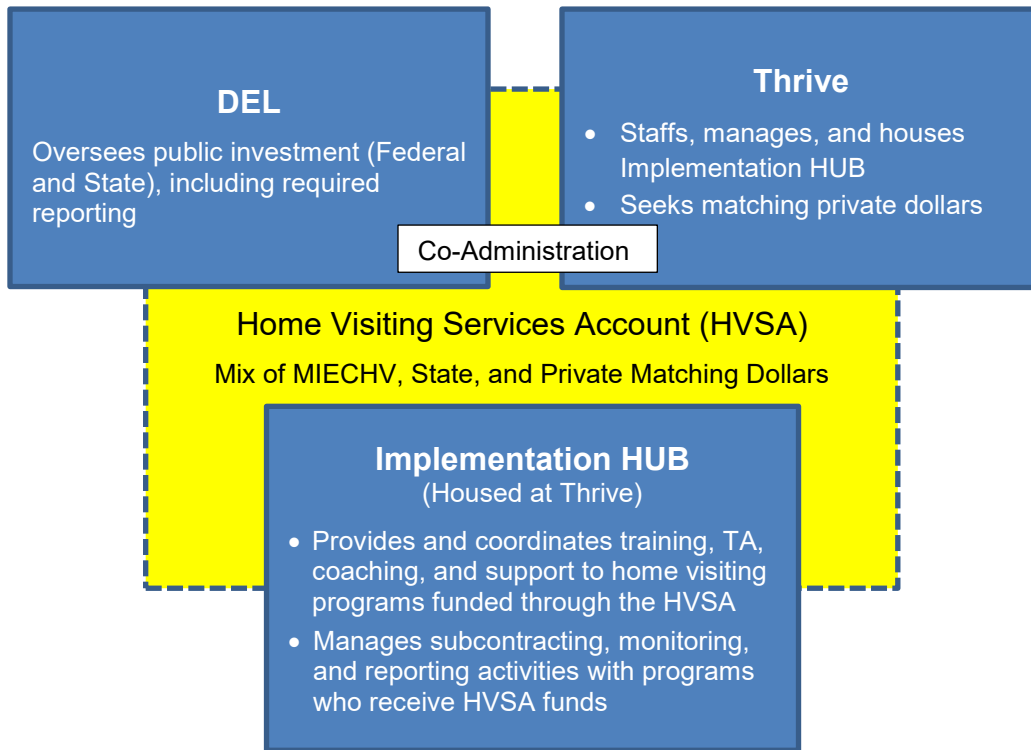 DEL
Oversees public investment (Federal
and State), including required
reporting
Thrive
• Staffs, manages, and houses
Implementation HUB
• Seeks matching private dollars
Co-Administration
Home Visiting Services Account (HVSA)
Mix of MIECHV, State, and Private Matching Dollars
Implementation HUB
(Housed at Thrive)
• Provides and coordinates training, TA,
coaching, and support to home visiting
programs funded through the HVSA
• Manages subcontracting, monitoring,
and reporting activities with programs
who receive HVSA funds